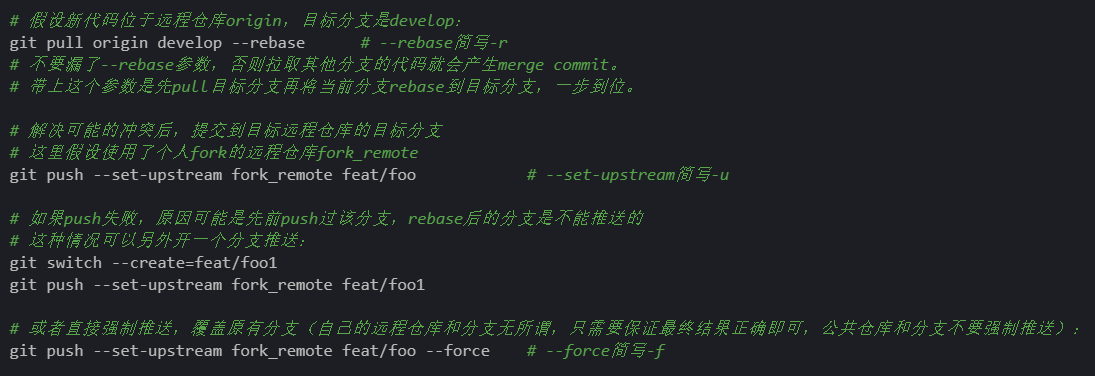 # 假设新代码位于远程仓库origin，目标分支是develop：
git pull origin develop --rebase      # --rebase简写-r
# 不要漏了--rebase参数，否则拉取其他分支的代码就会产生merge commit。
# 带上这个参数是先pull目标分支再将当前分支rebase到目标分支，一步到位。
# 解决可能的冲突后，提交到目标远程仓库的目标分支
# 这里假设使用了个人fork的远程仓库fork_remote
git push --set-upstream fork_remote feat/foo            # --set-upstream简写-u
# 如果push失败，原因可能是先前push过该分支，rebase后的分支是不能推送的
# 这种情况可以另外开一个分支推送：
git switch --create=feat/foo1
git push --set-upstream fork_remote feat/foo1
# 或者直接强制推送，覆盖原有分支（自己的远程仓库和分支无所谓，只需要保证最终结果正确即可，公共仓库和分支不要强制推送）：
git push --set-upstream fork_remote feat/foo --force    # --force简写-f